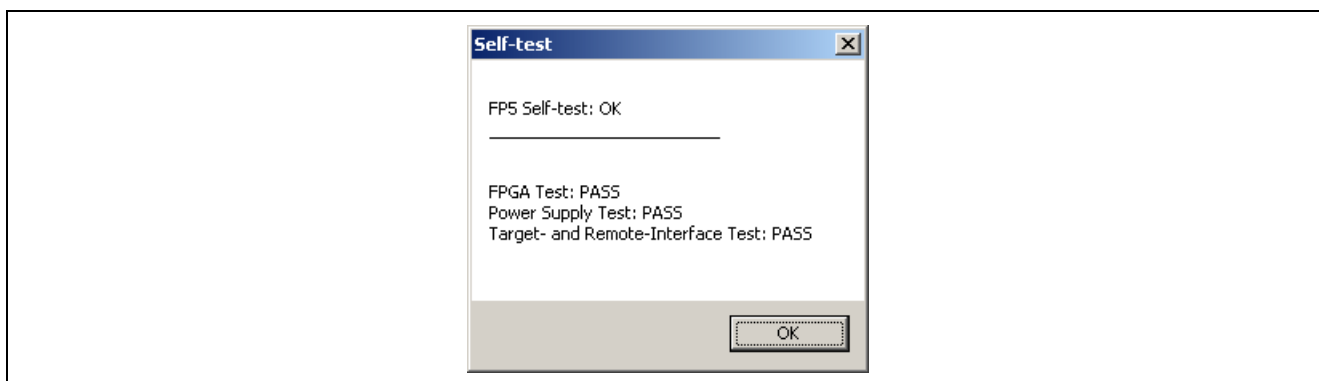 Self-test
FP5 Self-test: OK
FPGA Test: PASS
Power Supply Test: PASS
Target- and Remote-Interface Test: PASS
OK